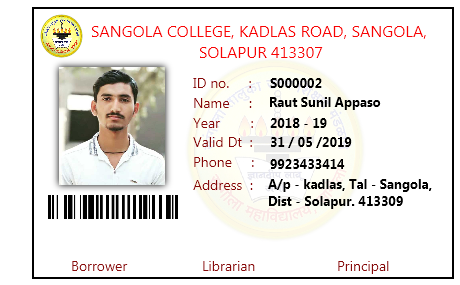 SANGOLA COLLEGE, KADLAS ROAD, SANGOLA,
SOLAPUR 413307
ID no. : S000002
Name : Raut Sunil Appaso
Year : 2018 - 19
Valid Dt : 31 / 05 /2019
Phone : 9923433414
Address : A/p - kadlas, Tal - Sangola,
Dist - Solapur. 413309
Borrower Librarian Principal